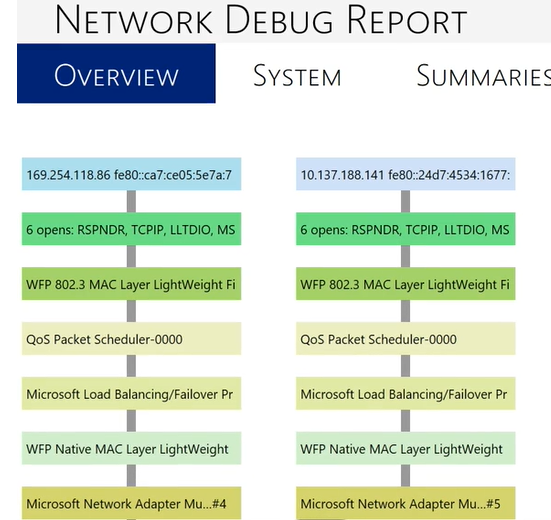 Network Debug Report
Overview System Summaries
169.254.118.86 fe80::ca7:ce05:5e7a:7
10.137.188.141 fe80::24d7:4534:1677:
6 opens: RSPNDR, TCPIP, LLTDIO, MS
6 opens: RSPNDR, TCPIP, LLTDIO, MS
WFP 802.3 MAC Layer LightWeight Fi
WFP 802.3 MAC Layer LightWeight Fi
QoS Packet Scheduler-0000
QoS Packet Scheduler-0000
Microsoft Load Balancing/Failover Pr
Microsoft Load Balancing/Failover Pr
WFP Native MAC Layer LightWeight
WFP Native MAC Layer LightWeight
Microsoft Network Adapter Mu...#4
Microsoft Network Adapter Mu...#5